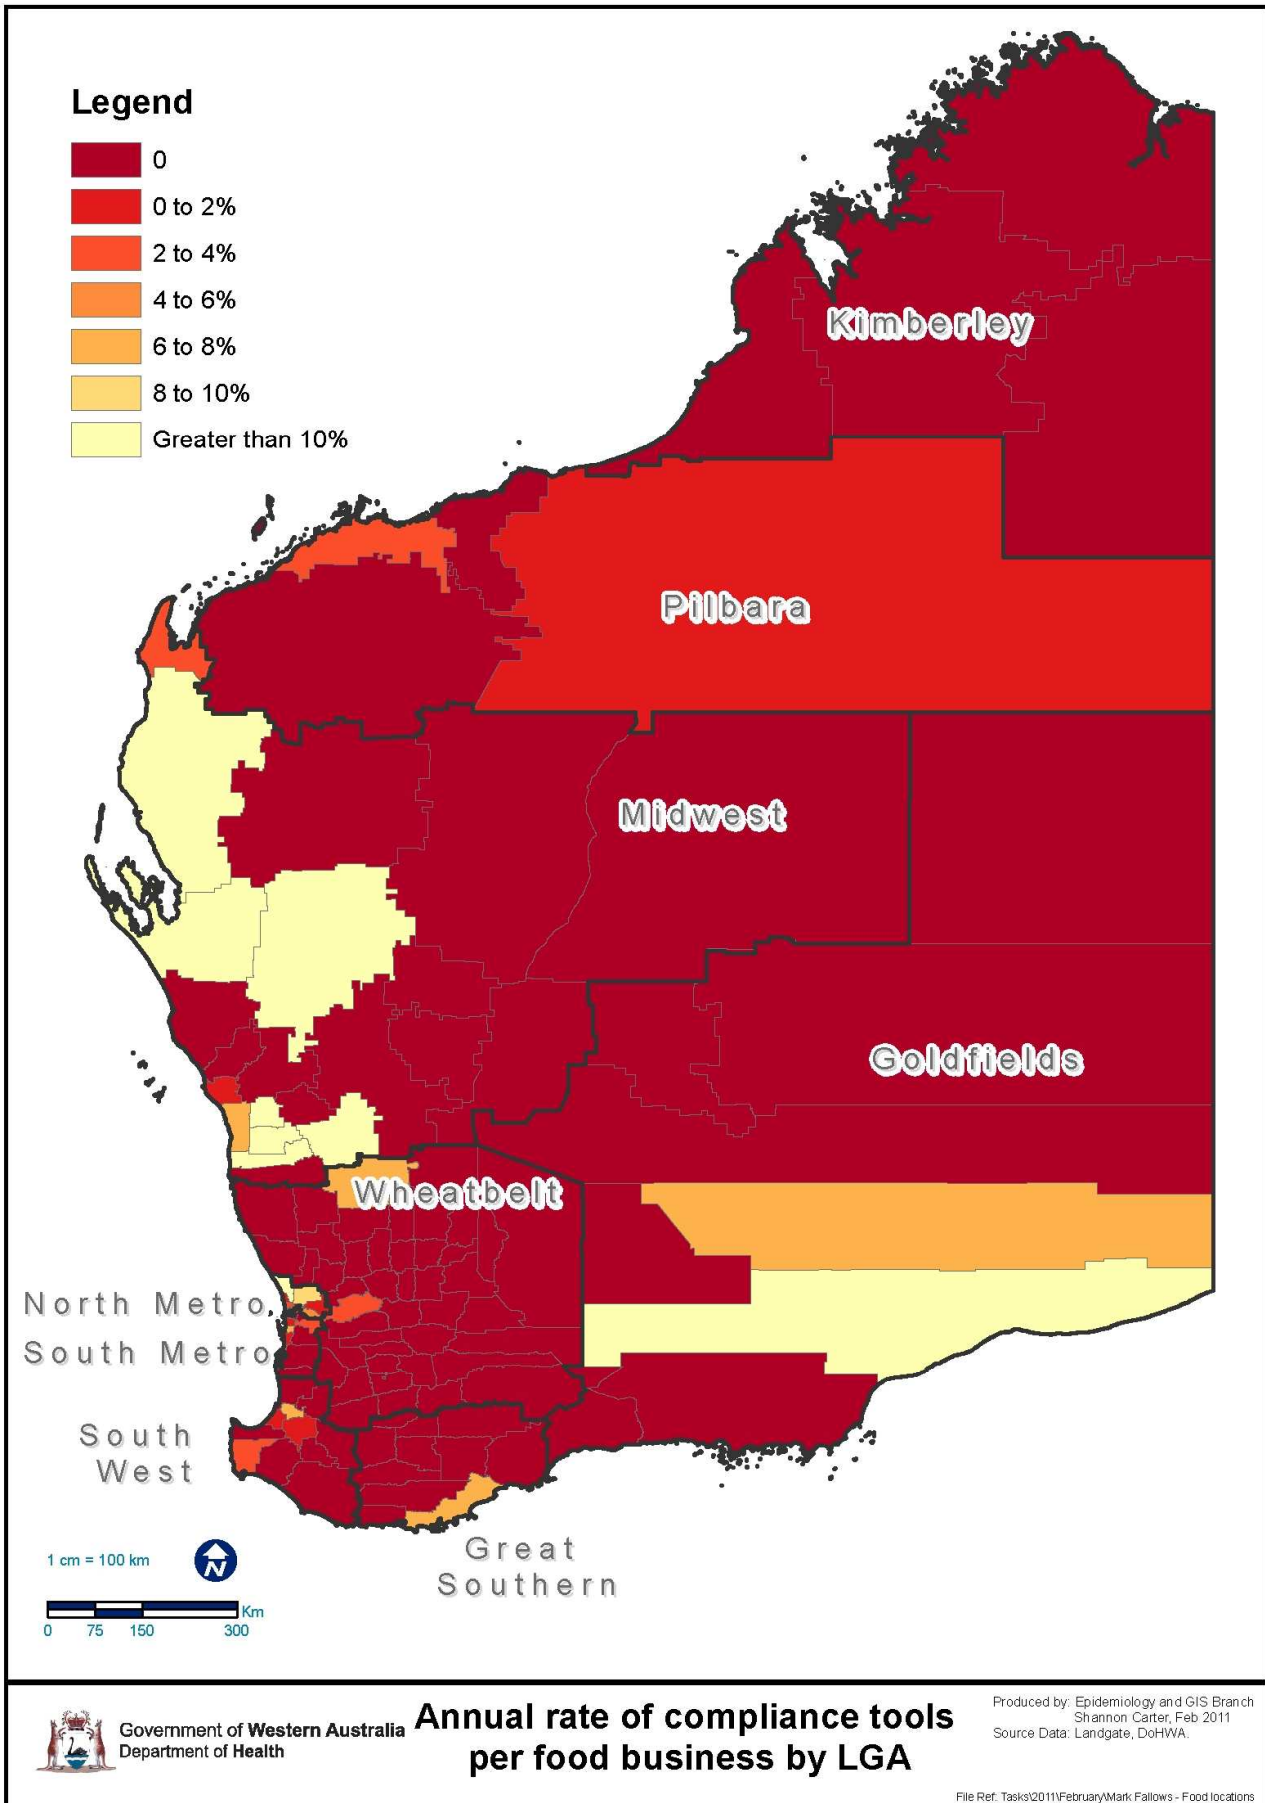 Legend
0
0 to 2%
2 to 4%
4 to 6%
6 to 8%
8 to 10%
Greater than 10%
Kimberley
Pilbara
Midwest
Goldfields
Wheatbelt
North Metro
South Metro
South
West
Great
Southern
1 cm = 100 km
N
Km
0 75 150 300
Government of Western Australia
Department of Health
Annual rate of compliance tools
per food business by LGA
Produced by: Epidemiology and GIS Branch
Shannon Carter, Feb 2011
Source Data: Landgate, DoHWA.
File Ref: Tasks\2011\February\Mark Fallows - Food locations